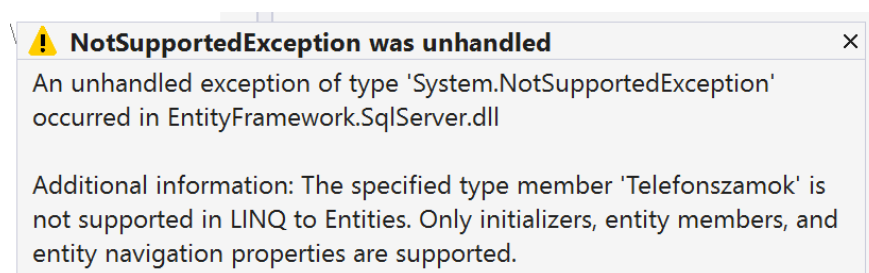 NotSupportedException was unhandled
An unhandled exception of type 'System.NotSupportedException'
occurred in EntityFramework.SqlServer.dll
Additional information: The specified type member 'Telefonszamok' is
not supported in LINQ to Entities. Only initializers, entity members, and
entity navigation properties are supported.